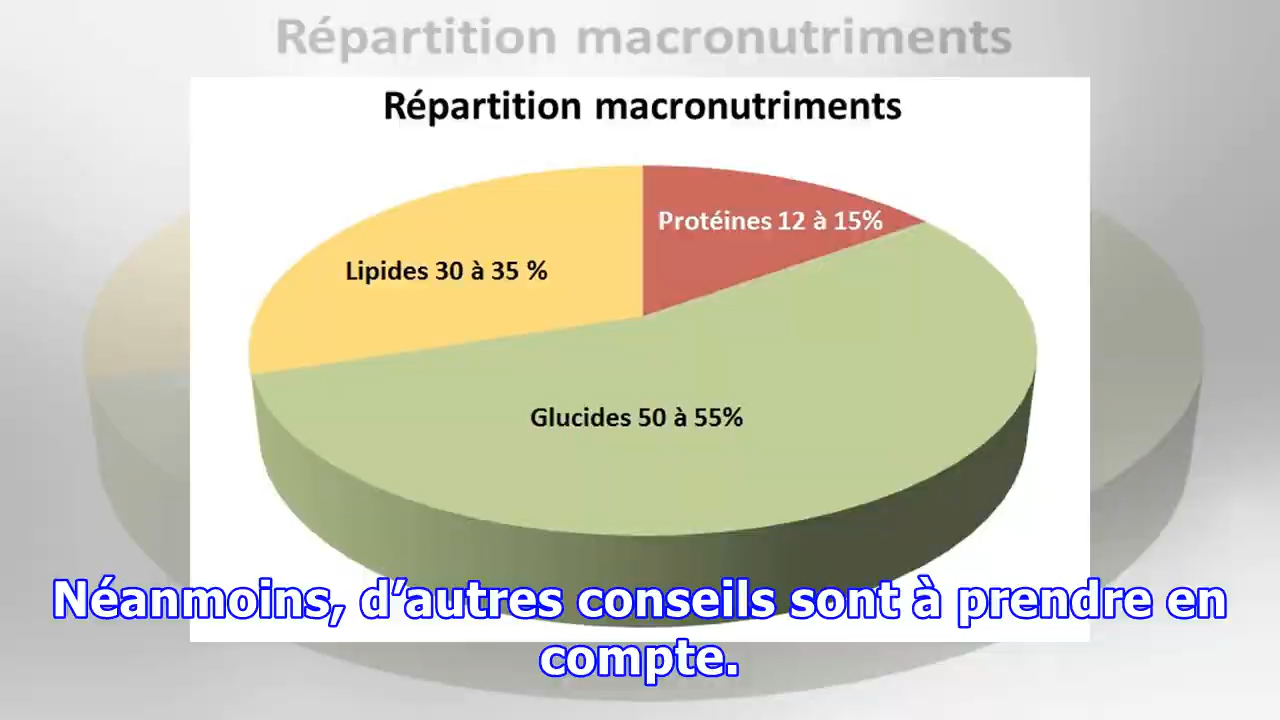 Répartition macronutriments
Répartition macronutriments
Protéines 12 à 15%
Lipides 30 à 35 %
Glucides 50 à 55%
Néanmoins, d’autres conseils sont à prendre en
compte.